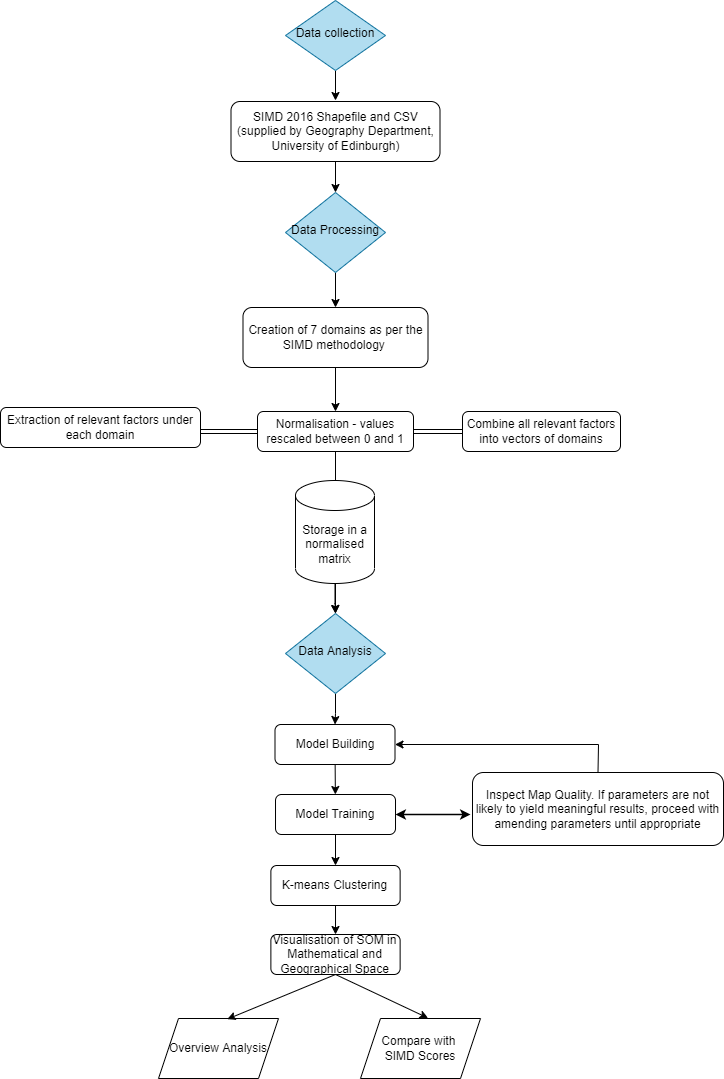 Data collection
SIMD 2016 Shapefile and CSV
(supplied by Geography Department,
University of Edinburgh)
Data Processing
Creation of 7 domains as per the
SIMD methodology
Extraction of relevant factors under
each domain
Normalisation - values
rescaled between 0 and 1
Combine all relevant factors
into vectors of domains
Storage in a
normalised
matrix
Data Analysis
Model Building
Inspect Map Quality. If parameters are not
likely to yield meaningful results, proceed with
amending parameters until appropriate
Model Training
K-means Clustering
Visualisation of SOM in
Mathematical and
Geographical Space
Overview Analysis
Compare with
SIMD Scores